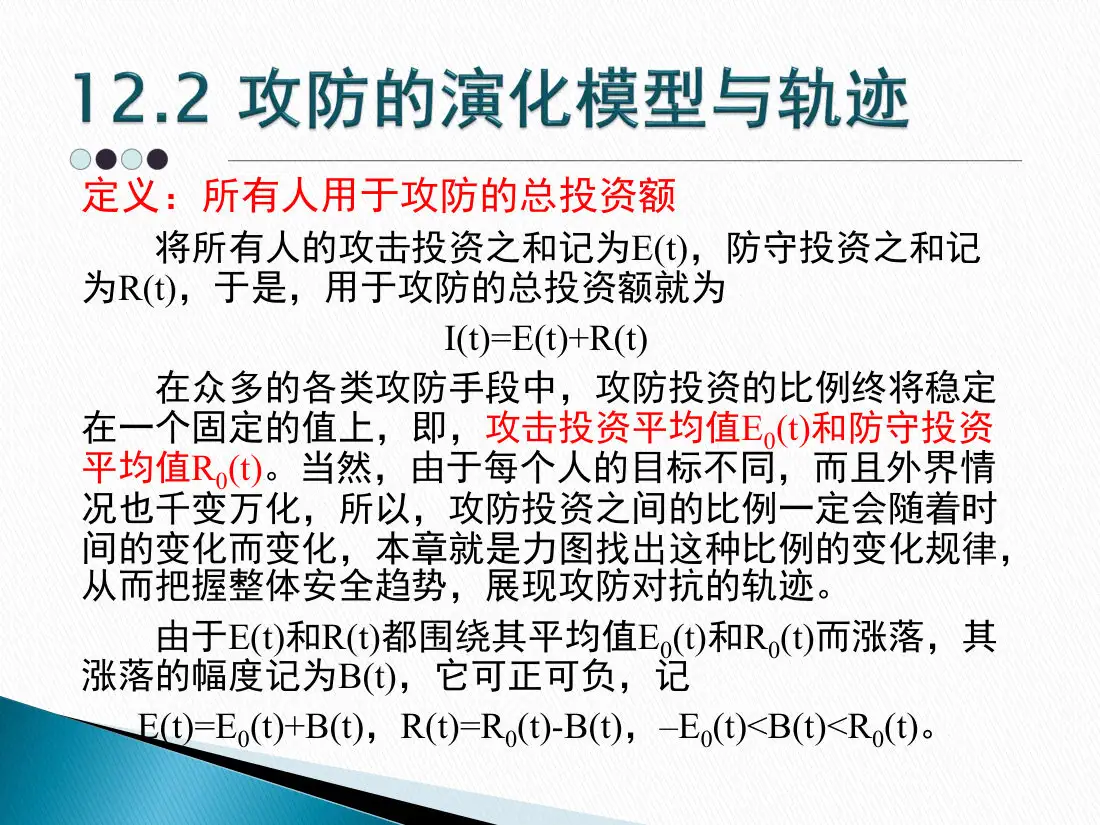 12.2 攻防的演化模型与轨迹
定义：所有人用于攻防的总投资额
将所有人的攻击投资之和记为E(t)，防守投资之和记
为R(t)，于是，用于攻防的总投资额就为
I(t)=E(t)+R(t)
在众多的各类攻防手段中，攻防投资的比例终将稳定
在一个固定的值上，即，攻击投资平均值E₀(t)和防守投资
平均值R₀(t)。当然，由于每个人的目标不同，而且外界情
况也千变万化，所以，攻防投资之间的比例一定会随着时
间的变化而变化，本章就是力图找出这种比例的变化规律，
从而把握整体安全趋势，展现攻防对抗的轨迹。
由于E(t)和R(t)都围绕其平均值E₀(t)和R₀(t)而涨落，其
涨落的幅度记为B(t)，它可正可负，记
E(t)=E₀(t)+B(t)，R(t)=R₀(t)-B(t)，–E₀(t)<B(t)<R₀(t)。